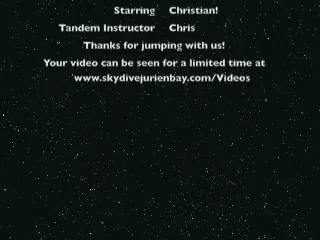 Starring Christian!
Tandem Instructor Chris
Thanks for jumping with us!
Your video can be seen for a limited time at
www.skydivejurienbay.com/Videos